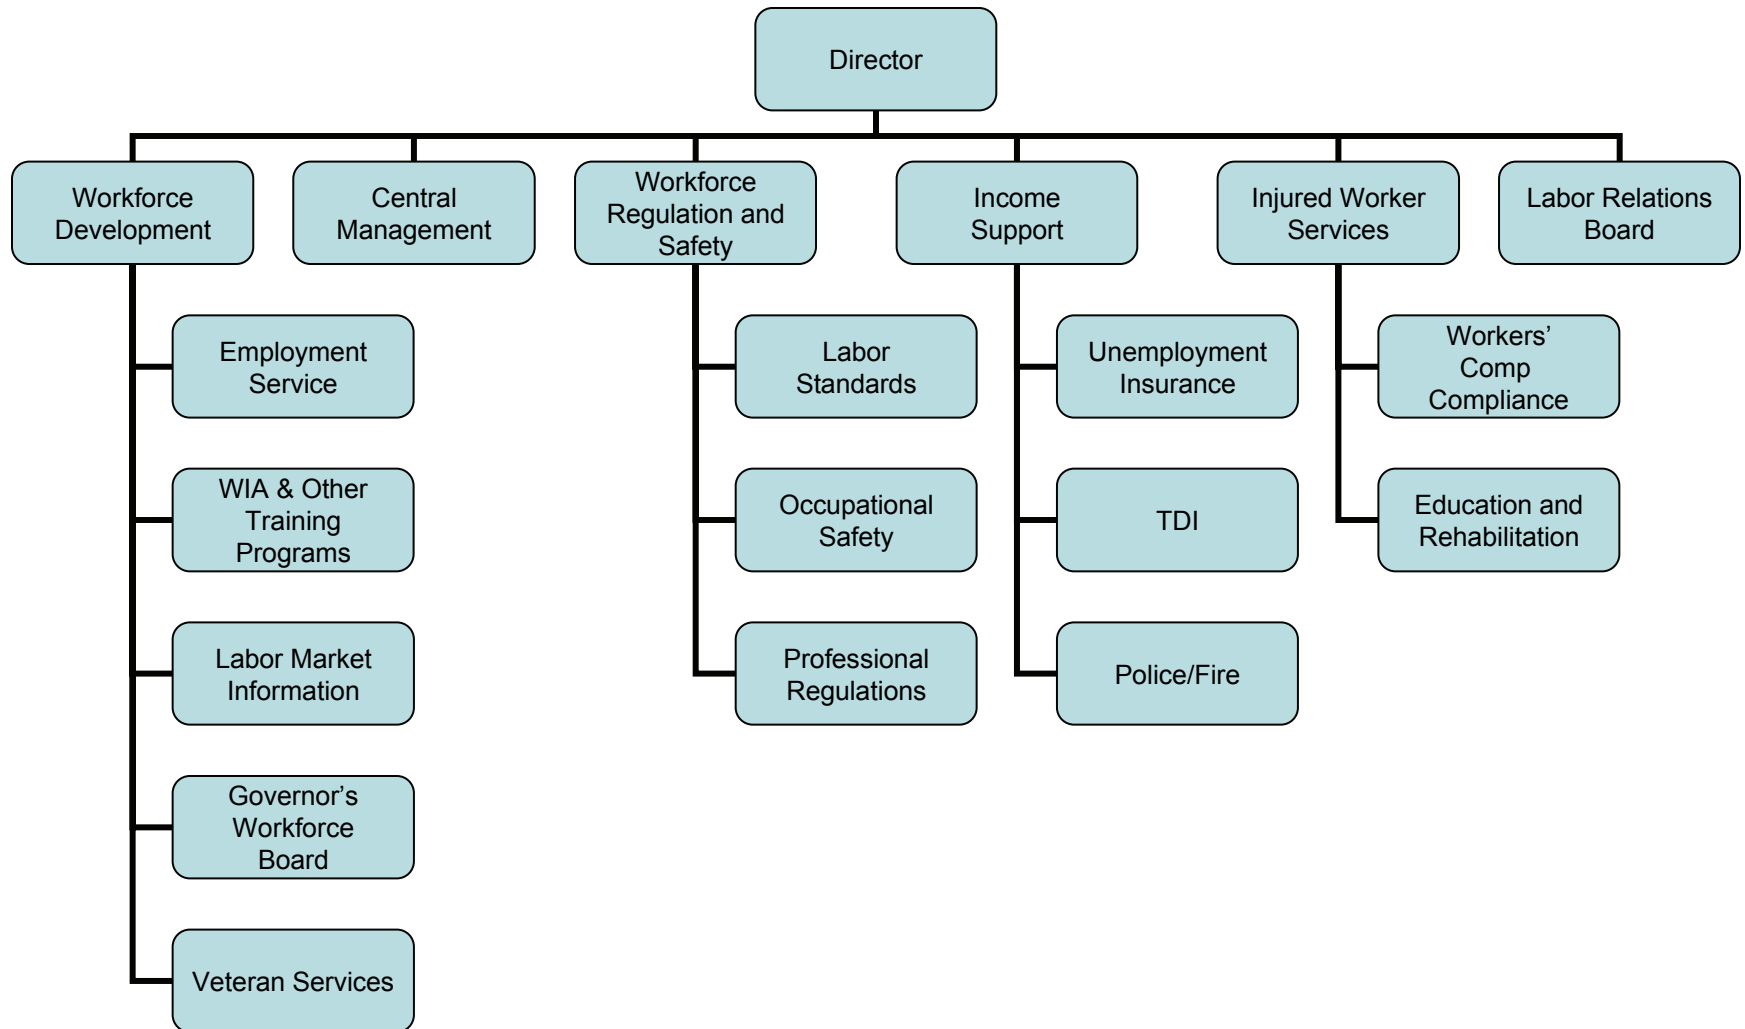 Director
Workforce
Development
Central
Management
Workforce
Regulation and
Safety
Income
Support
Injured Worker
Services
Labor Relations
Board
Employment
Service
WIA & Other
Training
Programs
Labor Market
Information
Governor’s
Workforce
Board
Veteran Services
Labor
Standards
Occupational
Safety
Professional
Regulations
Unemployment
Insurance
TDI
Police/Fire
Workers’
Comp
Compliance
Education and
Rehabilitation